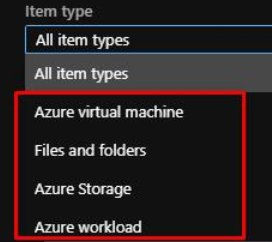 Item type
All item types
All item types
Azure virtual machine
Files and folders
Azure Storage
Azure workload